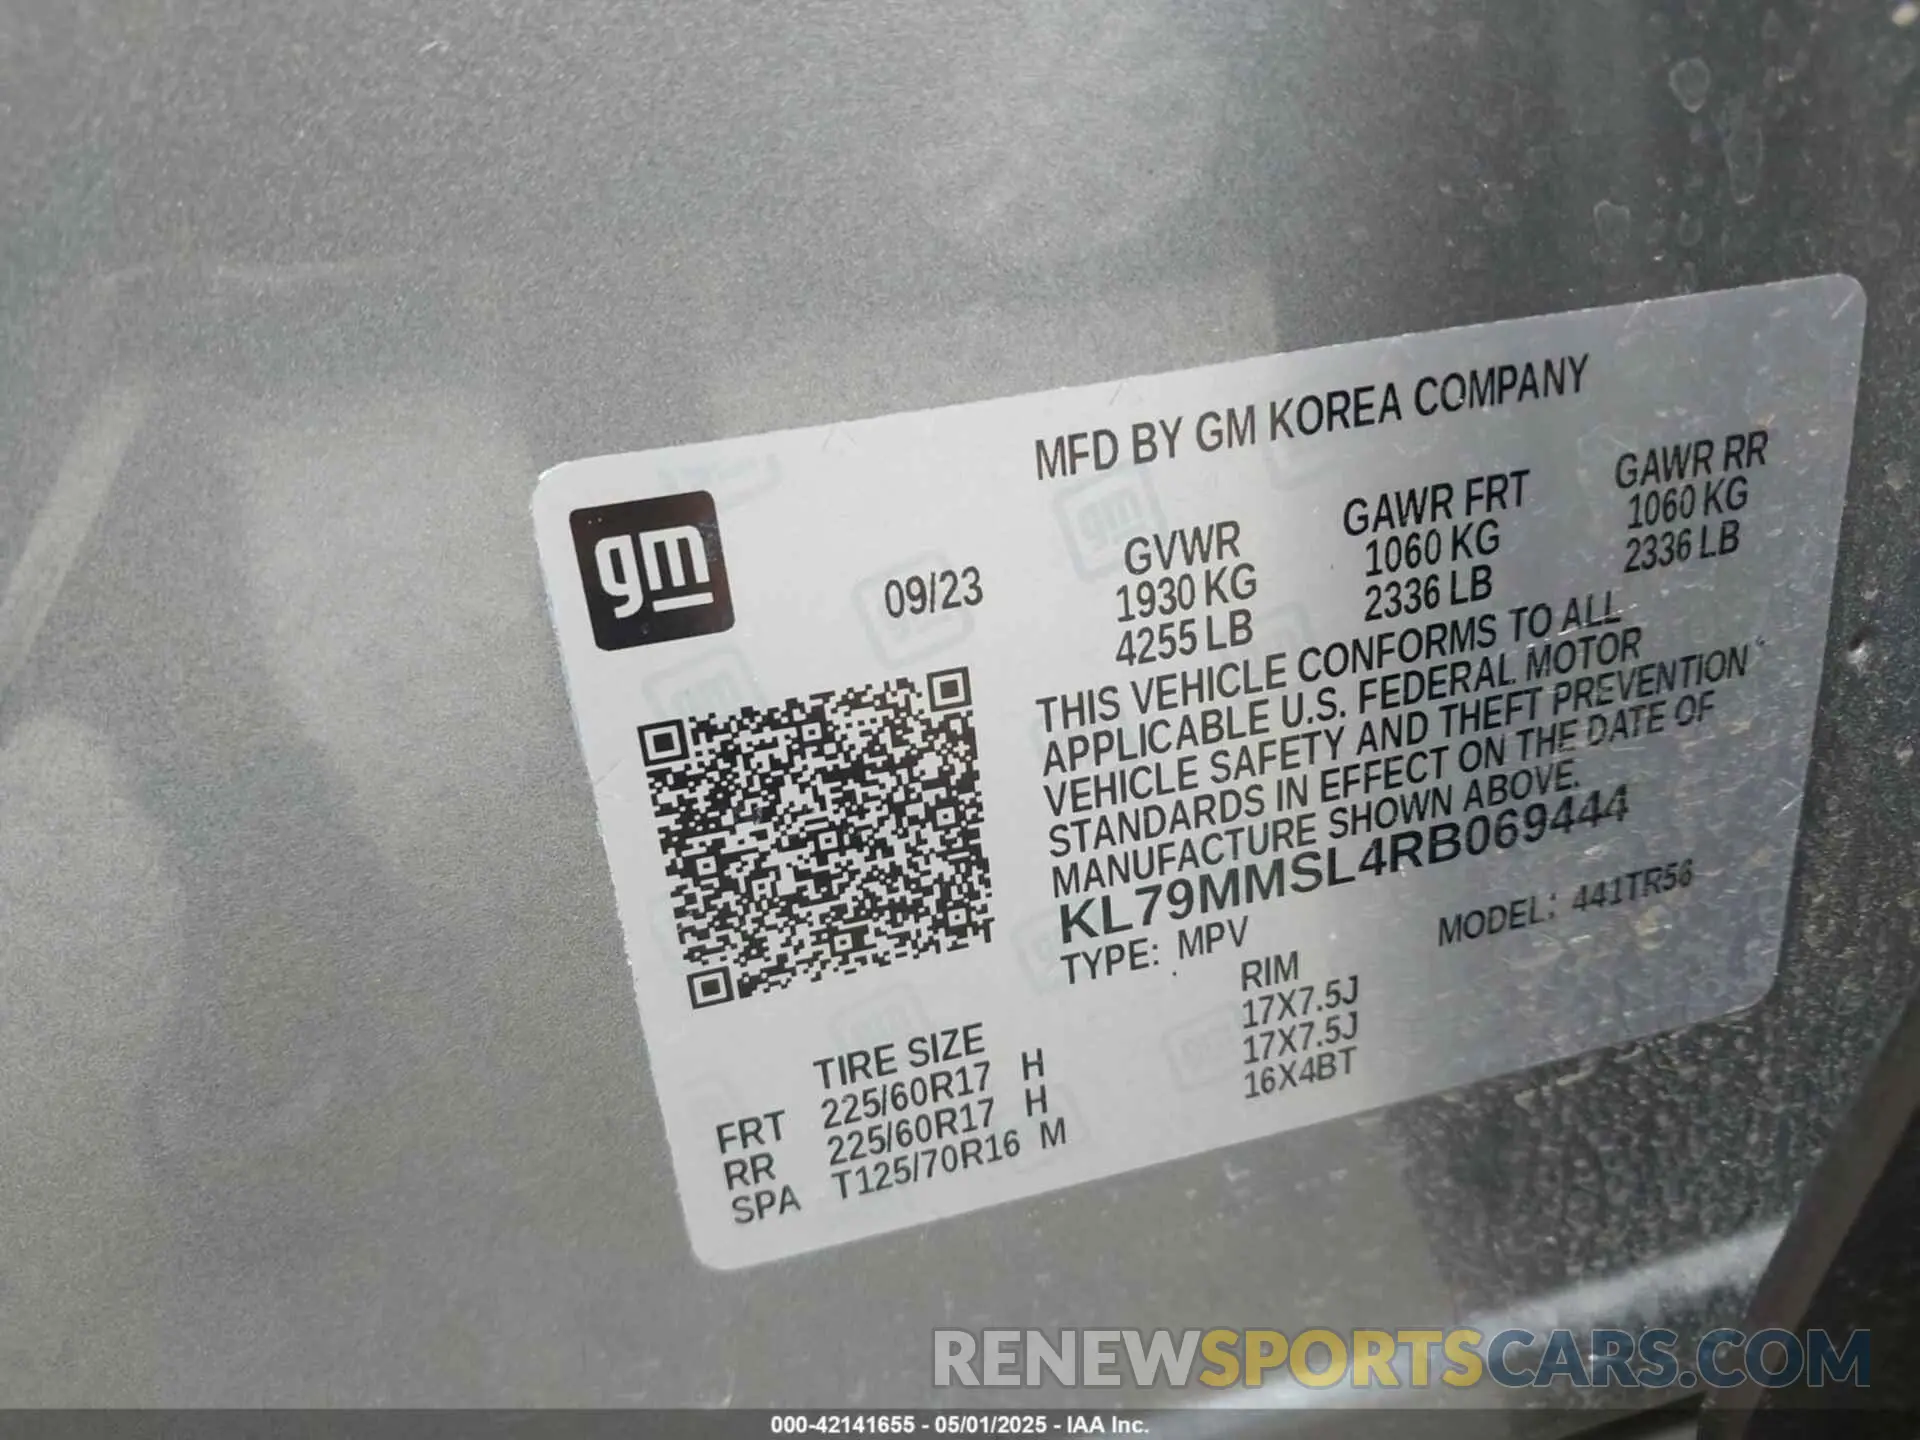 MFD BY GM KOREA COMPANY
gm
09/23
GVWR GAWR FRT GAWR RR
1930 KG 1060 KG 1060 KG
4255 LB 2336 LB 2336 LB
THIS VEHICLE CONFORMS TO ALL
APPLICABLE U.S. FEDERAL MOTOR
VEHICLE SAFETY AND THEFT PREVENTION
STANDARDS IN EFFECT ON THE DATE OF
MANUFACTURE SHOWN ABOVE.
KL79MMSL4RB069444
TYPE: MPV MODEL: 441TR56
TIRE SIZE RIM
FRT 225/60R17 H 17X7.5J
RR 225/60R17 H 17X7.5J
SPA T125/70R16 M 16X4BT
RENEWSPORTSCARS.COM
000-42141655 - 05/01/2025 - IAA Inc.